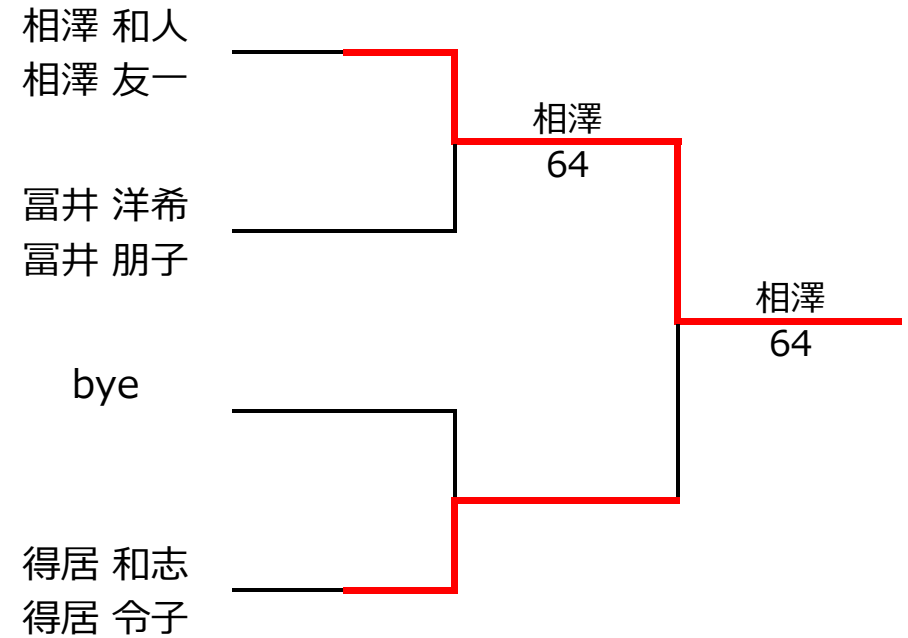 相澤 和人
相澤 友一
相澤
64
冨井 洋希
冨井 朋子
相澤
64
bye
得居 和志
得居 令子